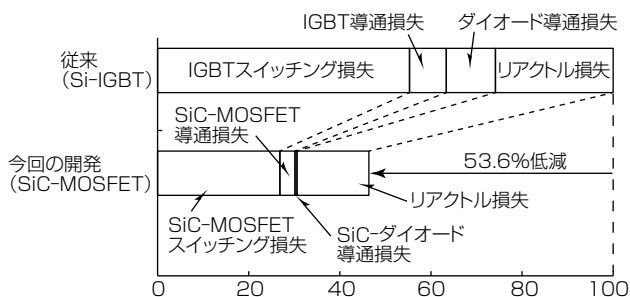 IGBT導通損失
ダイオード導通損失
従来
(Si-IGBT)
IGBTスイッチング損失
リアクトル損失
SiC-MOSFET
導通損失
今回の開発
(SiC-MOSFET)
53.6%低減
リアクトル損失
SiC-MOSFET
スイッチング損失
SiC-ダイオード
導通損失
0 20 40 60 80 100